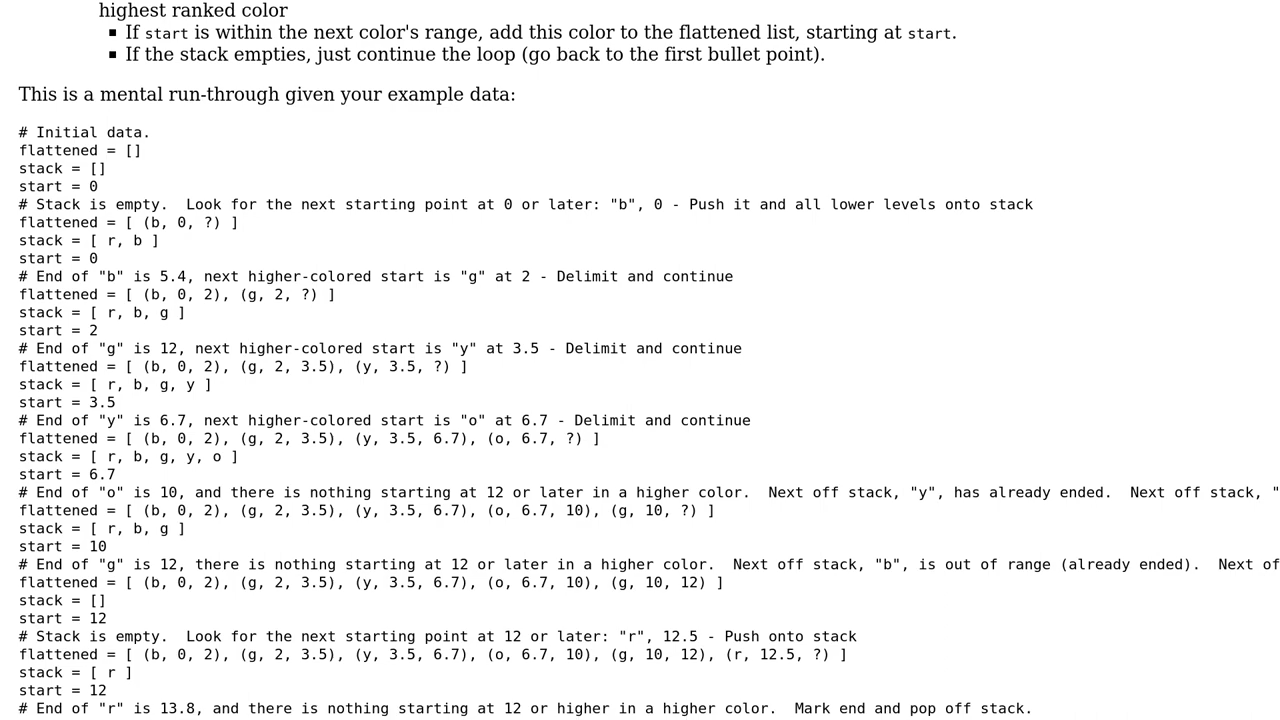 highest ranked color
▪ If start is within the next color's range, add this color to the flattened list, starting at start.
▪ If the stack empties, just continue the loop (go back to the first bullet point).
This is a mental run-through given your example data:
# Initial data.
flattened = []
stack = []
start = 0
# Stack is empty.  Look for the next starting point at 0 or later: "b", 0 - Push it and all lower levels onto stack
flattened = [ (b, 0, ?) ]
stack = [ r, b ]
start = 0
# End of "b" is 5.4, next higher-colored start is "g" at 2 - Delimit and continue
flattened = [ (b, 0, 2), (g, 2, ?) ]
stack = [ r, b, g ]
start = 2
# End of "g" is 12, next higher-colored start is "y" at 3.5 - Delimit and continue
flattened = [ (b, 0, 2), (g, 2, 3.5), (y, 3.5, ?) ]
stack = [ r, b, g, y ]
start = 3.5
# End of "y" is 6.7, next higher-colored start is "o" at 6.7 - Delimit and continue
flattened = [ (b, 0, 2), (g, 2, 3.5), (y, 3.5, 6.7), (o, 6.7, ?) ]
stack = [ r, b, g, y, o ]
start = 6.7
# End of "o" is 10, and there is nothing starting at 12 or later in a higher color.  Next off stack, "y", has already ended.  Next off stack, "
flattened = [ (b, 0, 2), (g, 2, 3.5), (y, 3.5, 6.7), (o, 6.7, 10), (g, 10, ?) ]
stack = [ r, b, g ]
start = 10
# End of "g" is 12, there is nothing starting at 12 or later in a higher color.  Next off stack, "b", is out of range (already ended).  Next of
flattened = [ (b, 0, 2), (g, 2, 3.5), (y, 3.5, 6.7), (o, 6.7, 10), (g, 10, 12) ]
stack = []
start = 12
# Stack is empty.  Look for the next starting point at 12 or later: "r", 12.5 - Push onto stack
flattened = [ (b, 0, 2), (g, 2, 3.5), (y, 3.5, 6.7), (o, 6.7, 10), (g, 10, 12), (r, 12.5, ?) ]
stack = [ r ]
start = 12
# End of "r" is 13.8, and there is nothing starting at 12 or higher in a higher color.  Mark end and pop off stack.